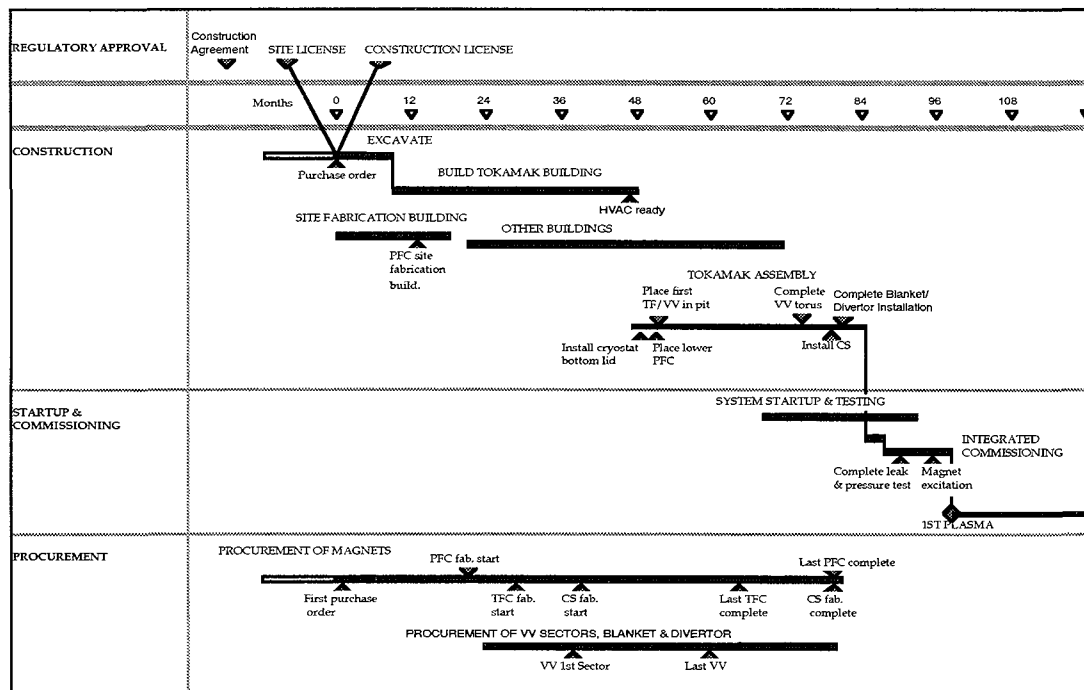 Construction
Agreement
REGULATORY APPROVAL
SITE LICENSE
CONSTRUCTION LICENSE
Months 0 12 24 36 48 60 72 84 96 108
CONSTRUCTION
EXCAVATE
Purchase order
BUILD TOKAMAK BUILDING
HVAC ready
SITE FABRICATION BUILDING
OTHER BUILDINGS
PFC site
fabrication
build.
TOKAMAK ASSEMBLY
Place first
TF/VV in pit
Complete
VV torus
Complete Blanket/
Divertor Installation
Install cryostat
bottom lid
Place lower
PFC
Install CS
STARTUP &
COMMISSIONING
SYSTEM STARTUP & TESTING
INTEGRATED
COMMISSIONING
Complete leak
& pressure test
Magnet
excitation
1ST PLASMA
PROCUREMENT
PROCUREMENT OF MAGNETS
PFC fab. start
Last PFC complete
First purchase
order
TFC fab.
start
CS fab.
start
Last TFC
complete
CS fab.
complete
PROCUREMENT OF VV SECTORS, BLANKET & DIVERTOR
VV 1st Sector
Last VV